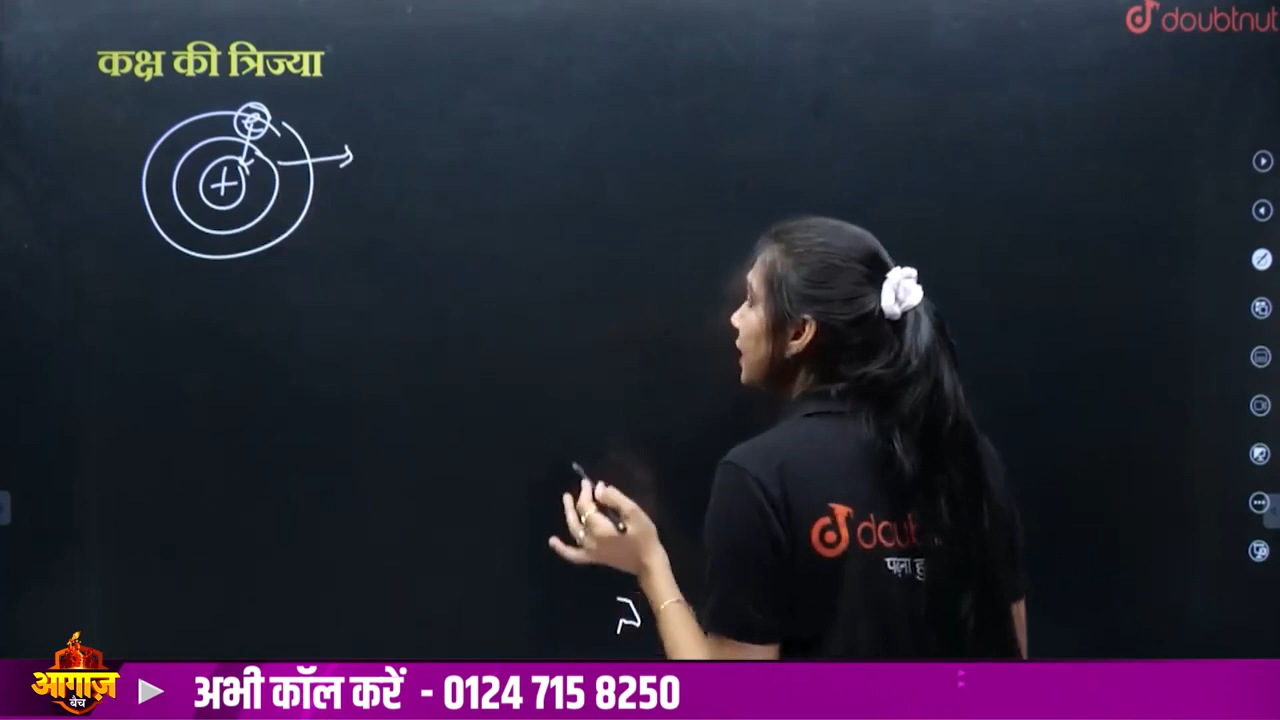 doubtnut
कक्ष की त्रिज्या
+
आगाज़
बैच
अभी कॉल करें - 0124 715 8250